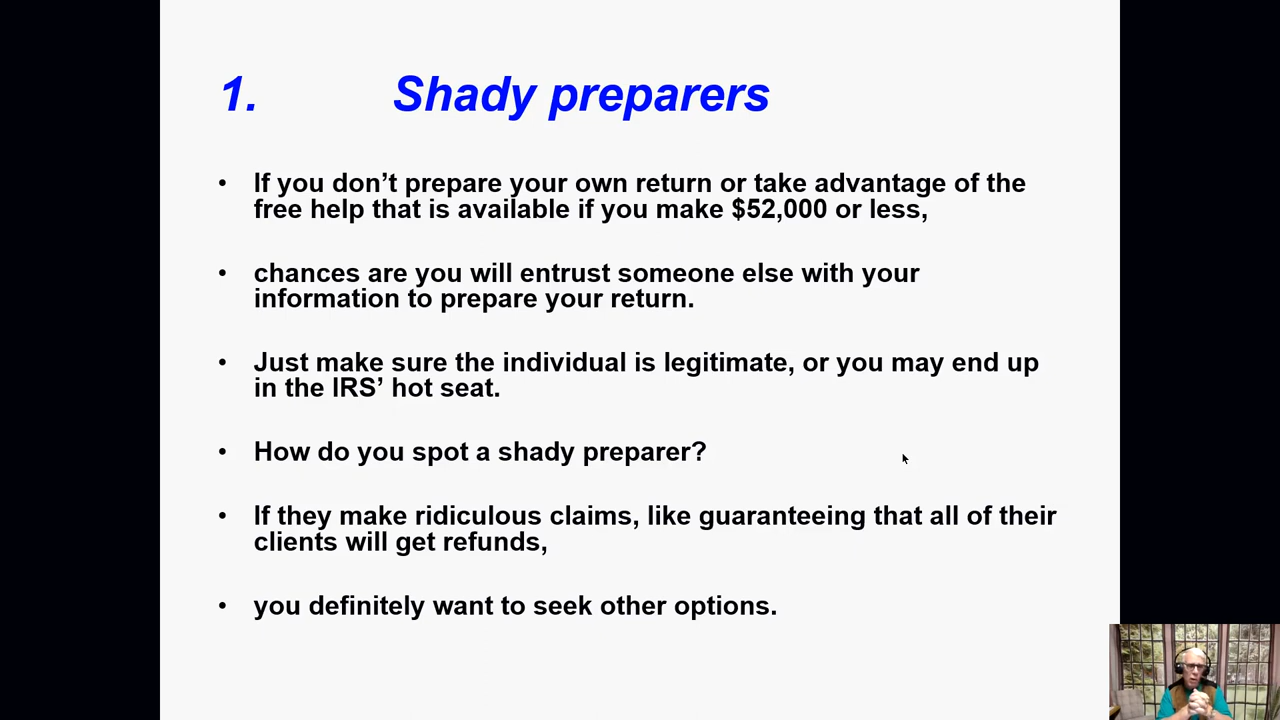 1. Shady preparers
• If you don’t prepare your own return or take advantage of the
free help that is available if you make $52,000 or less,
• chances are you will entrust someone else with your
information to prepare your return.
• Just make sure the individual is legitimate, or you may end up
in the IRS’ hot seat.
• How do you spot a shady preparer?
• If they make ridiculous claims, like guaranteeing that all of their
clients will get refunds,
• you definitely want to seek other options.